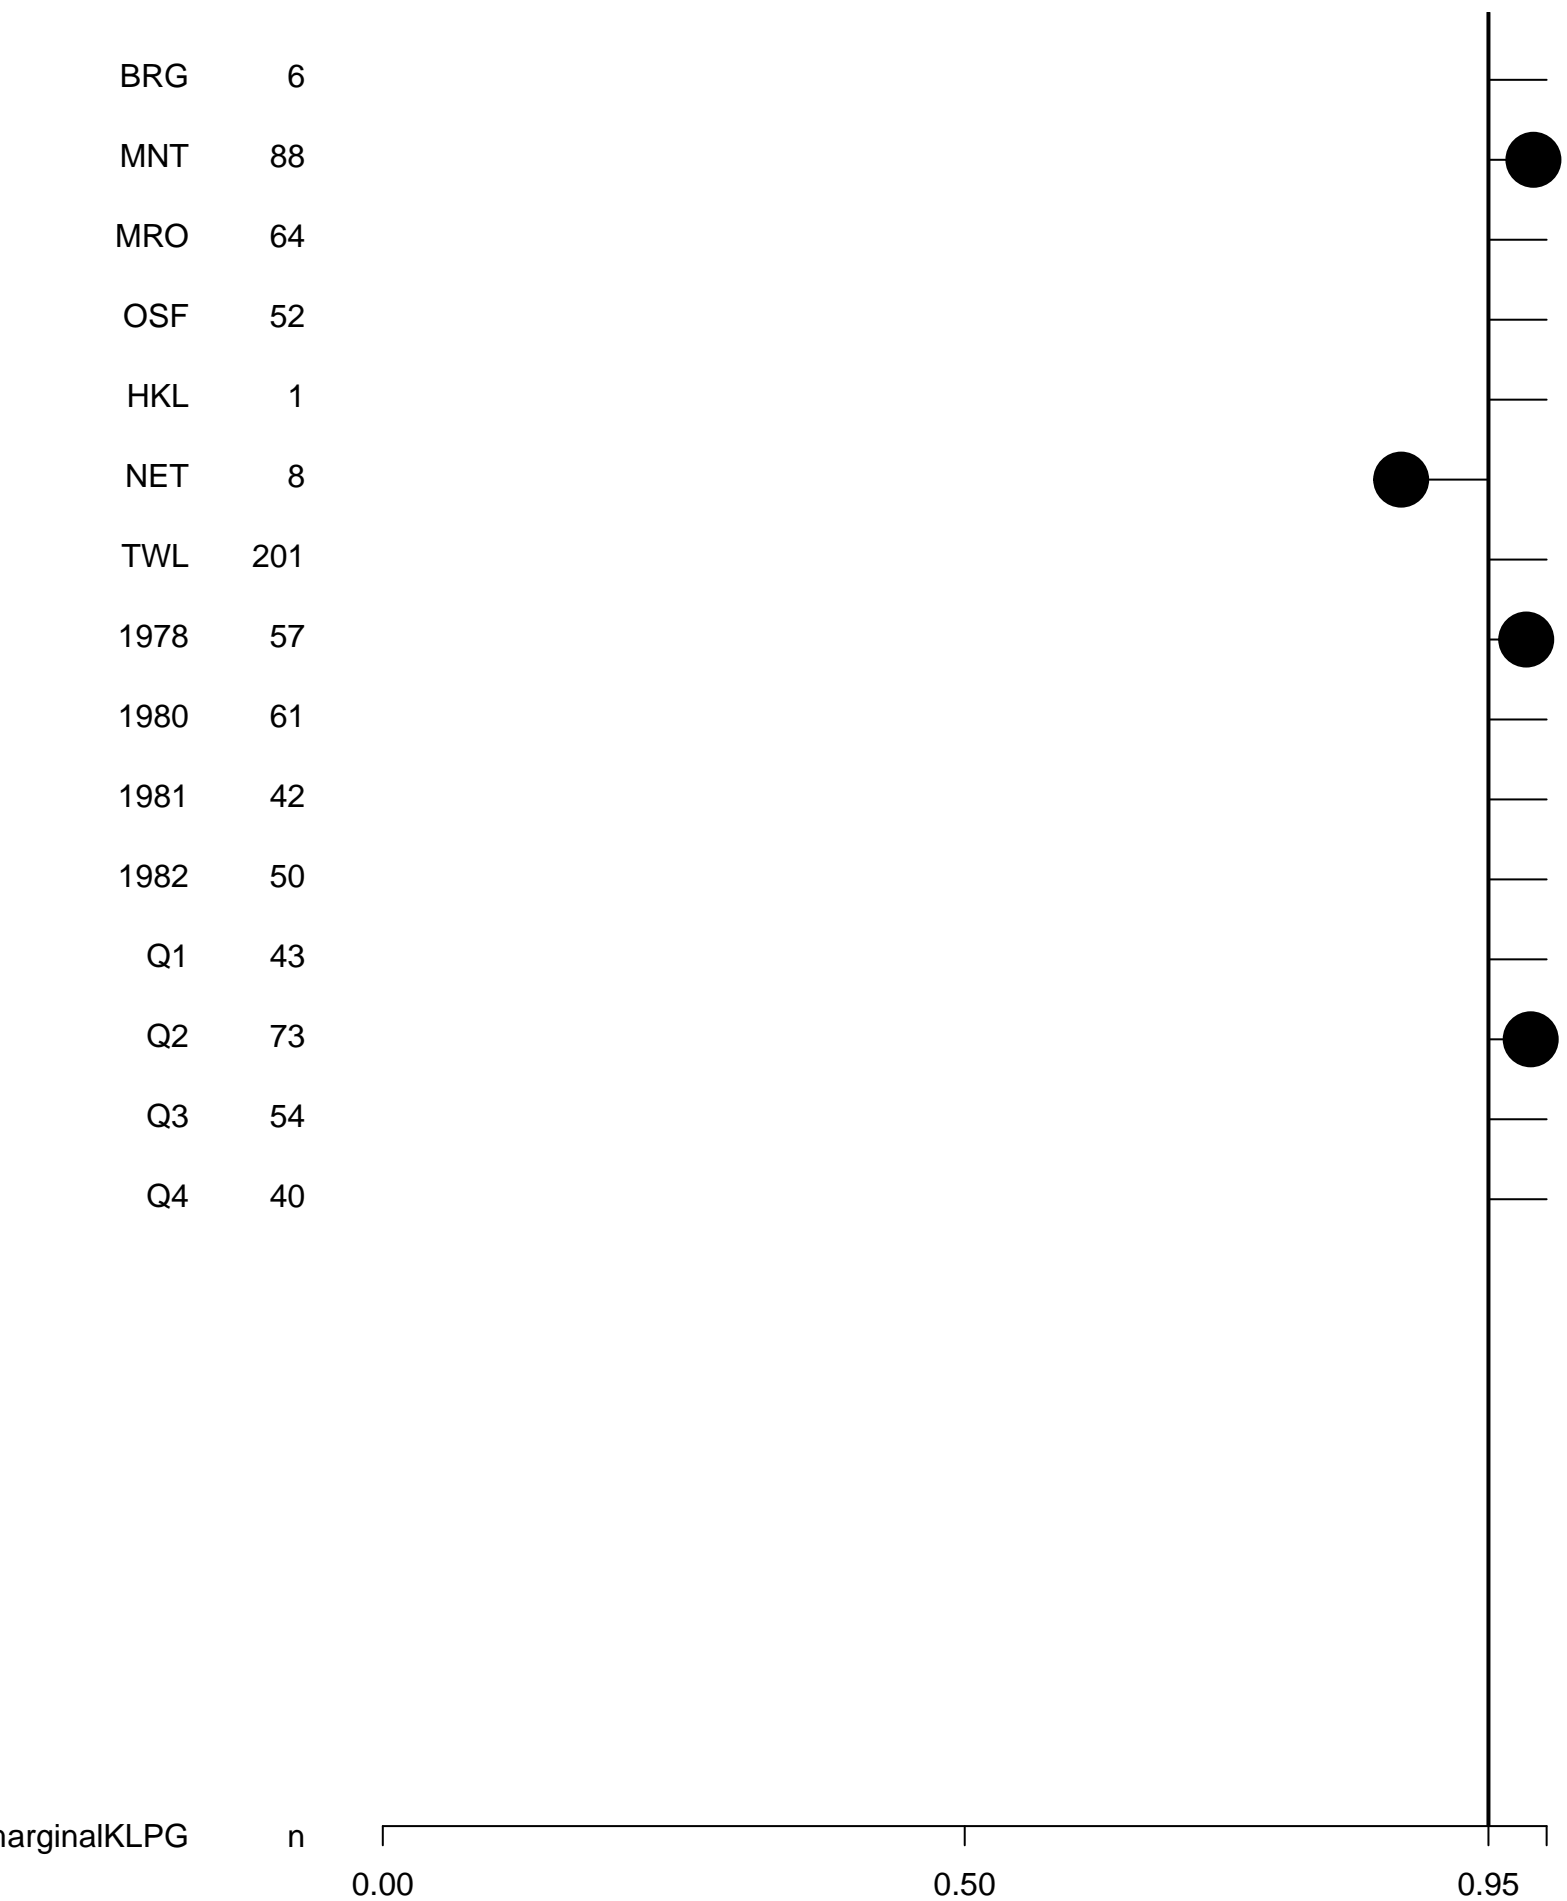 BRG 6
MNT 88
MRO 64
OSF 52
HKL 1
NET 8
TWL 201
1978 57
1980 61
1981 42
1982 50
Q1 43
Q2 73
Q3 54
Q4 40
arginalKLPG n
0.00 0.50 0.95